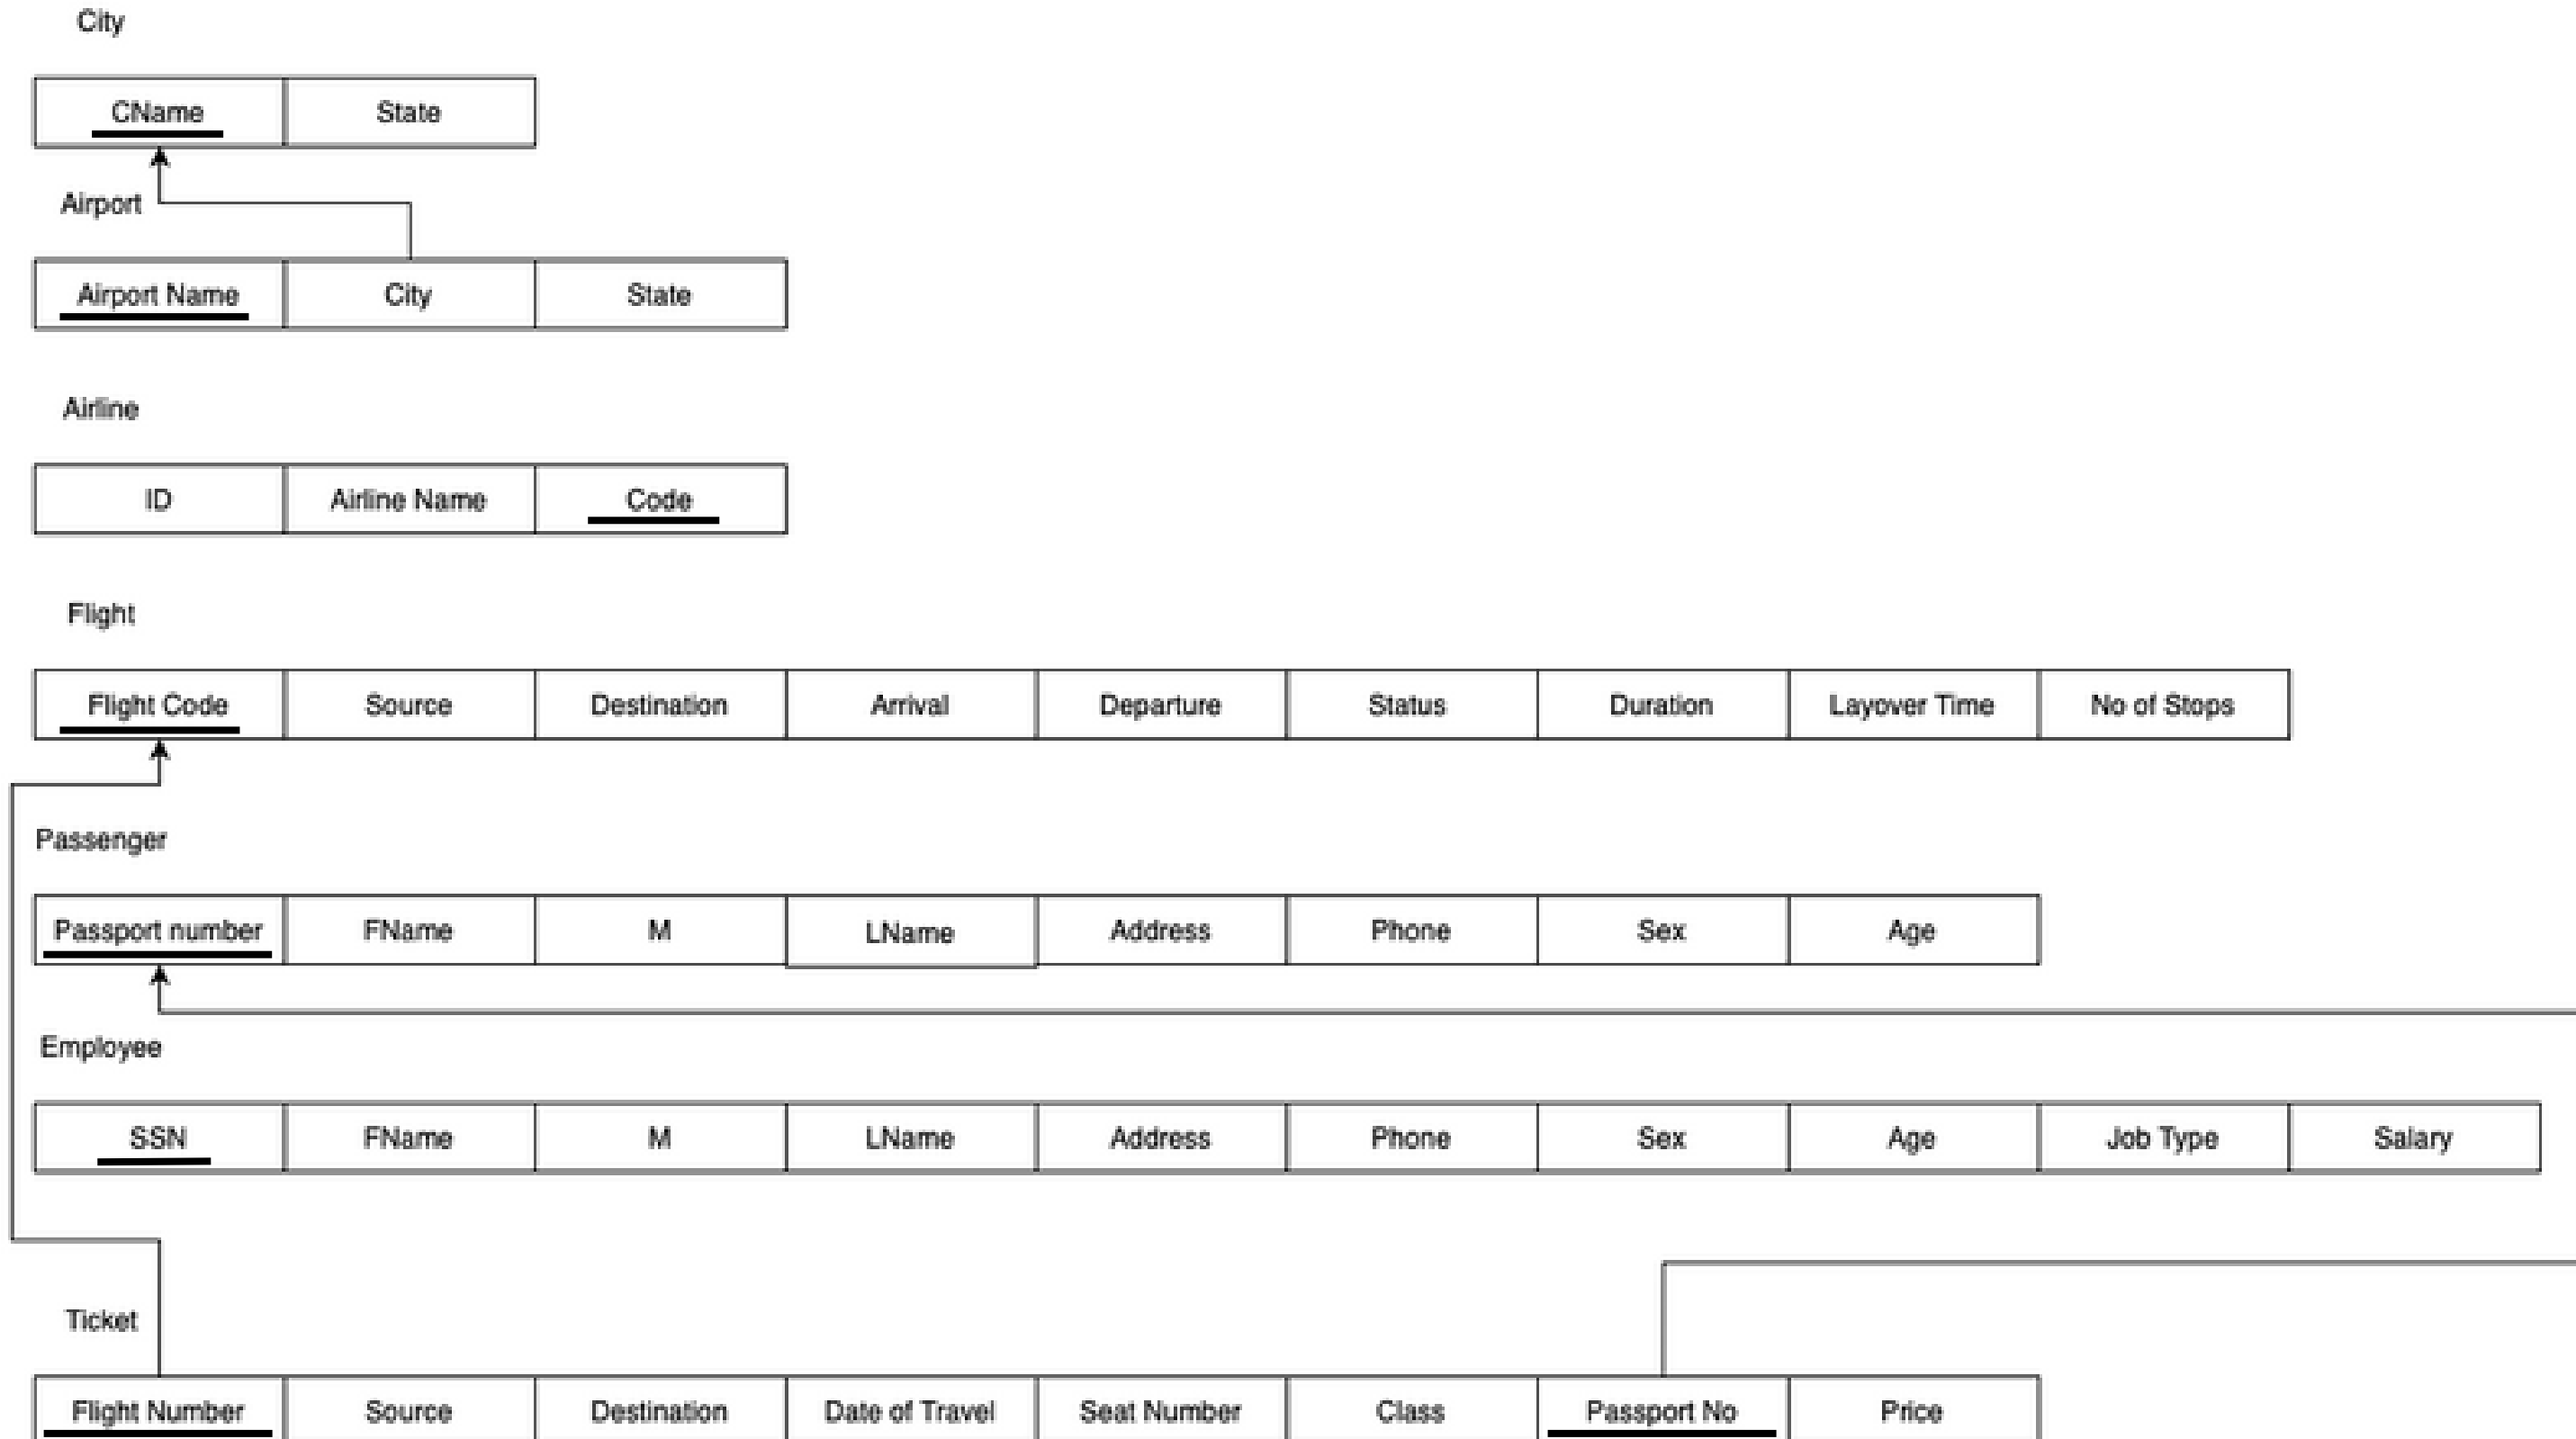 City
CName State
Airport
Airport Name City State
Airline
ID Airline Name Code
Flight
Flight Code Source Destination Arrival Departure Status Duration Layover Time No of Stops
Passenger
Passport number FName M LName Address Phone Sex Age
Employee
SSN FName M LName Address Phone Sex Age Job Type Salary
Ticket
Flight Number Source Destination Date of Travel Seat Number Class Passport No Price